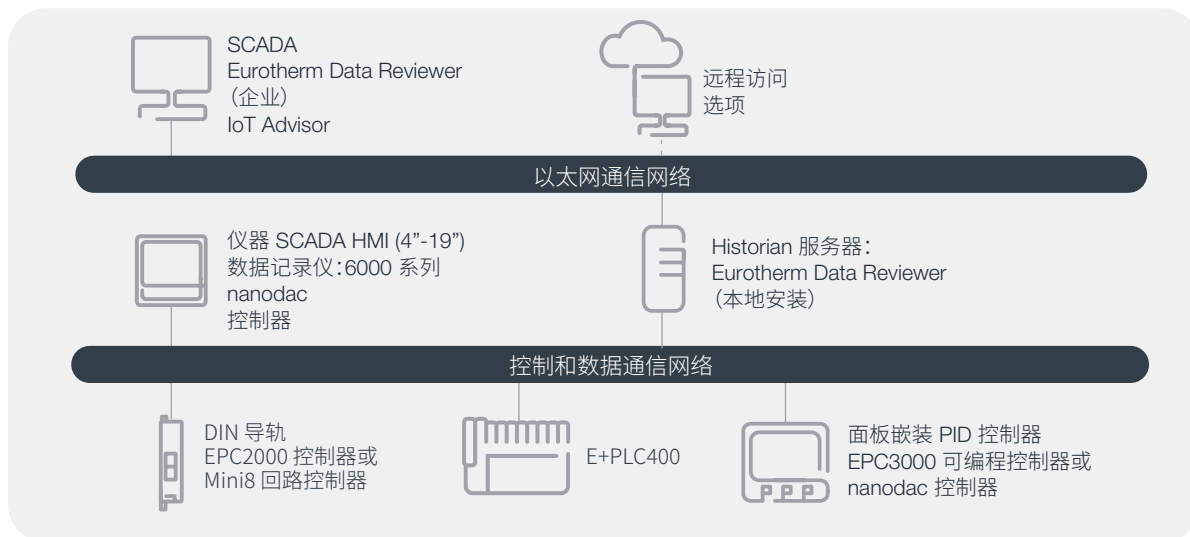 SCADA
Eurotherm Data Reviewer
（企业）
IoT Advisor
远程访问
选项
以太网通信网络
仪器 SCADA HMI (4”-19”)
数据记录仪：6000 系列
nanodac
控制器
Historian 服务器：
Eurotherm Data Reviewer
（本地安装）
控制和数据通信网络
DIN 导轨
EPC2000 控制器或
Mini8 回路控制器
E+PLC400
面板嵌装 PID 控制器
EPC3000 可编程控制器或
nanodac 控制器